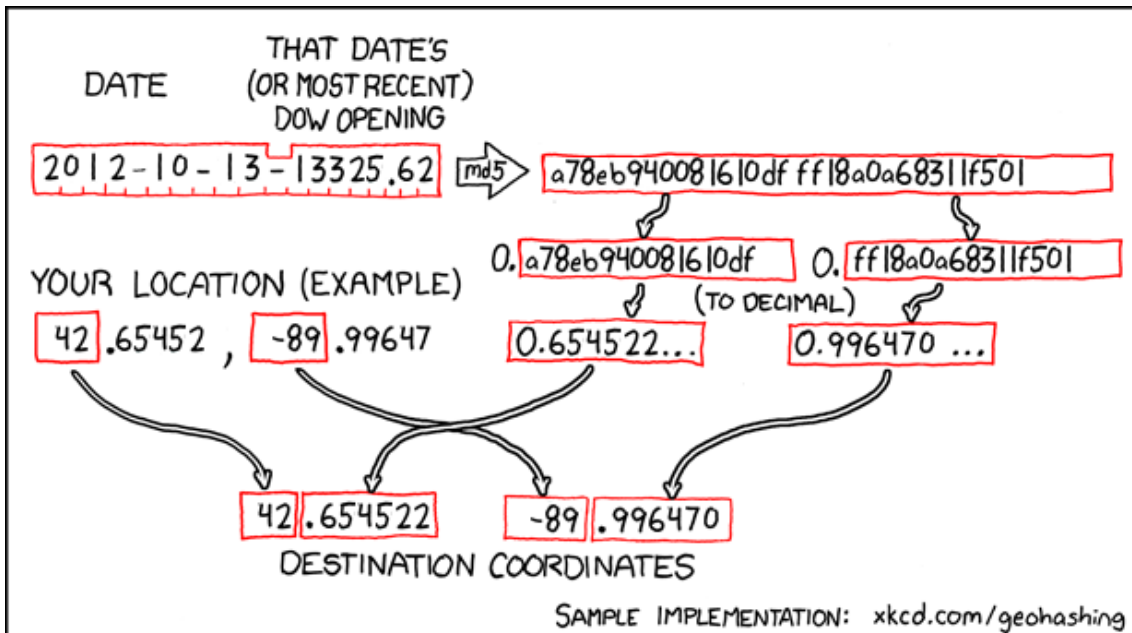 DATE
THAT DATE'S
(OR MOST RECENT)
DOW OPENING
2012-10-13-13325.62
md5
a78eb940081610dfff18a0a68311f501
0.a78eb940081610df
0.ff18a0a68311f501
YOUR LOCATION (EXAMPLE)
(TO DECIMAL)
42.65452, -89.99647
0.654522...
0.996470 ...
42.654522
-89.996470
DESTINATION COORDINATES
SAMPLE IMPLEMENTATION: xkcd.com/geohashing